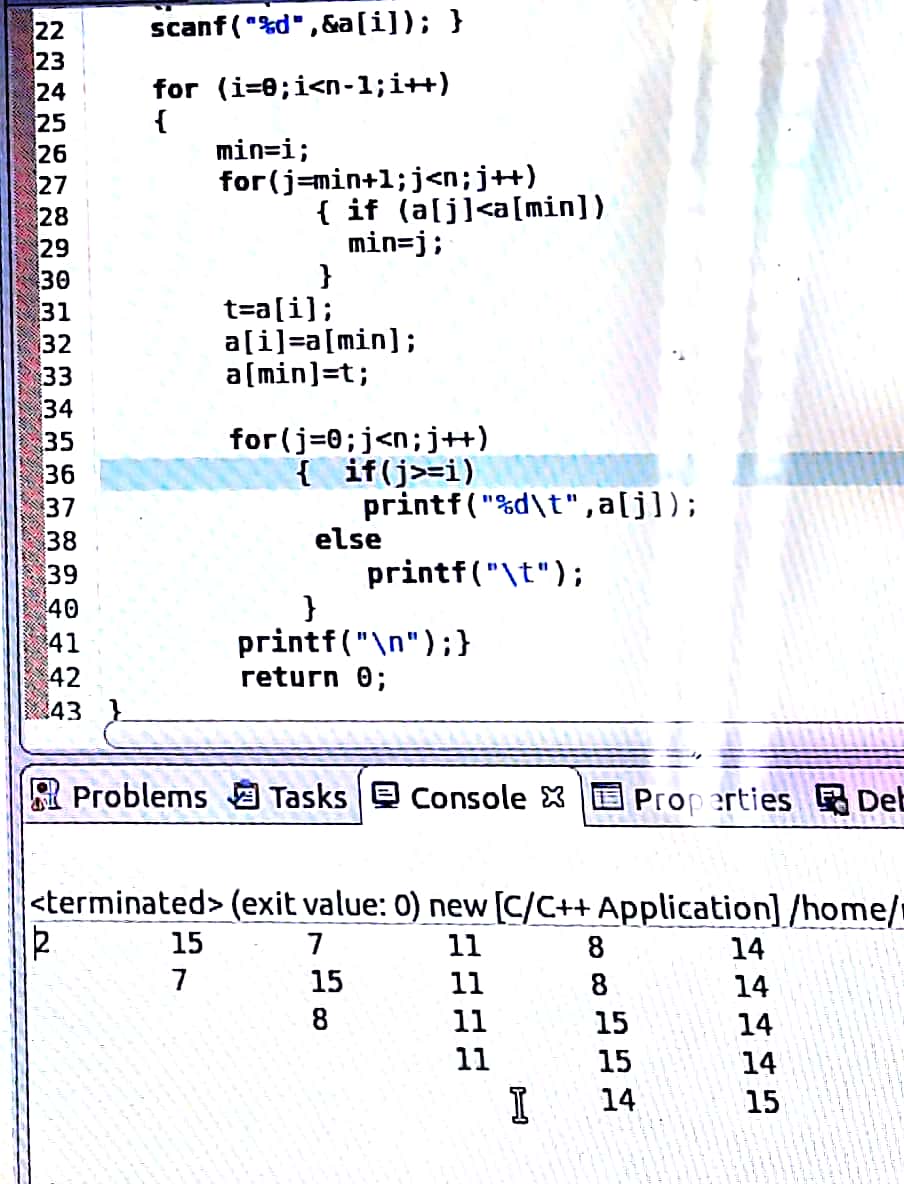 22 scanf("%d",&a[i]); }
23
24 for (i=0;i<n-1;i++)
25 {
26 min=i;
27 for(j=min+1;j<n;j++)
28 { if (a[j]<a[min])
29 min=j;
30 }
31 t=a[i];
32 a[i]=a[min];
33 a[min]=t;
34
35 for(j=0;j<n;j++)
36 { if(j>=i)
37 printf("%d\t",a[j]);
38 else
39 printf("\t");
40 }
41 printf("\n");}
42 return 0;
43 }
Problems Tasks Console Properties Deb
<terminated> (exit value: 0) new [C/C++ Application] /home/
2 15 7 11 8 14
7 15 11 8 14
8 11 15 14
11 15 14
14 15